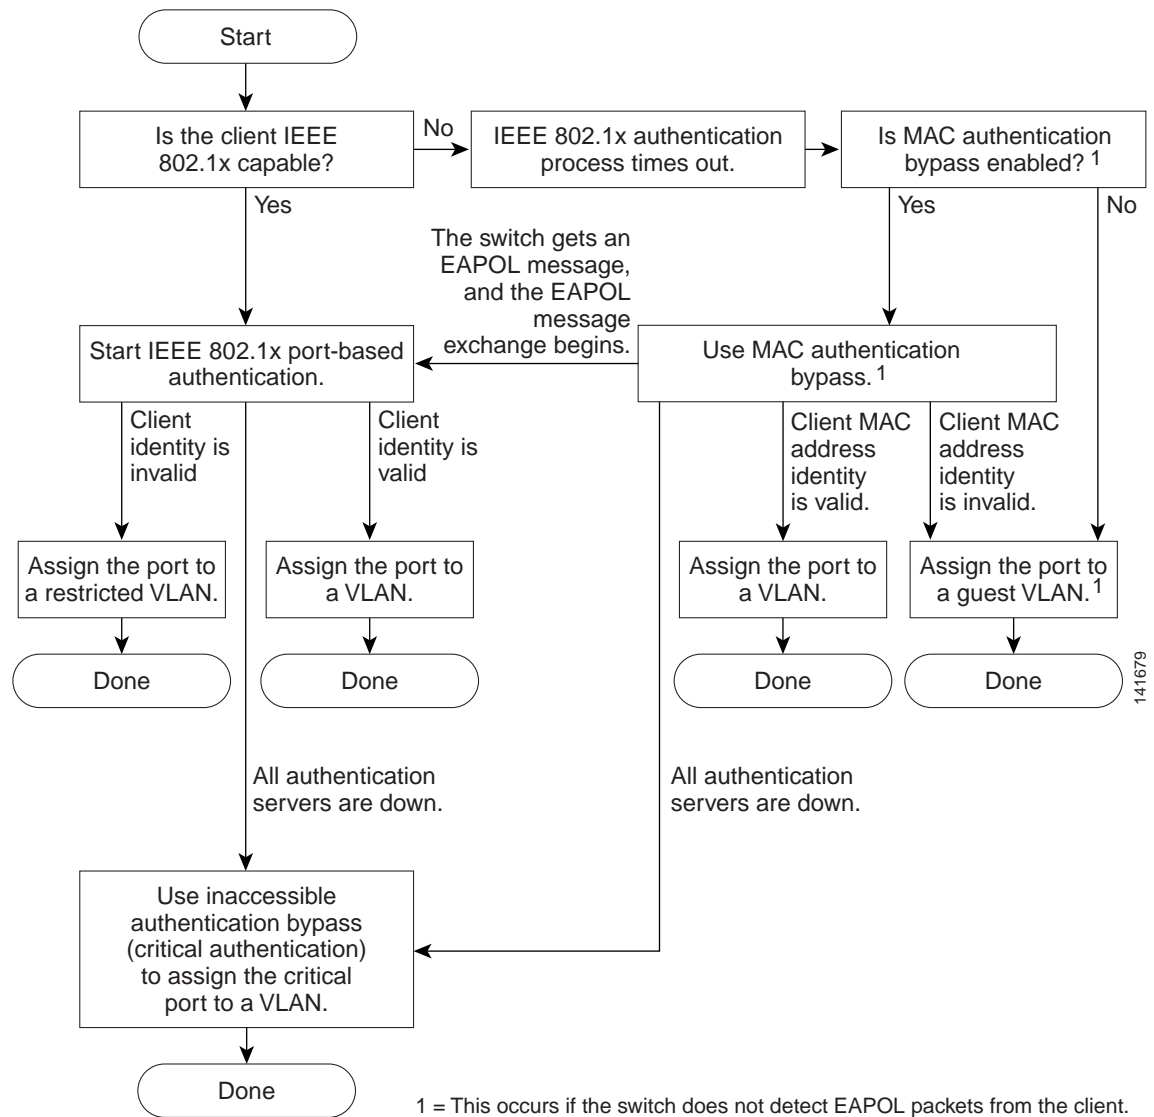 Start
Is the client IEEE
802.1x capable?
No
IEEE 802.1x authentication
process times out.
Is MAC authentication
bypass enabled? 1
Yes
Yes
No
The switch gets an
EAPOL message,
and the EAPOL
message
exchange begins.
Start IEEE 802.1x port-based
authentication.
Use MAC authentication
bypass. 1
Client
identity is
invalid
Client
identity is
valid
Client MAC
address
identity
is valid.
Client MAC
address
identity
is invalid.
Assign the port to
a restricted VLAN.
Assign the port to
a VLAN.
Assign the port to
a VLAN.
Assign the port to
a guest VLAN. 1
Done
Done
Done
Done
141679
All authentication
servers are down.
All authentication
servers are down.
Use inaccessible
authentication bypass
(critical authentication)
to assign the critical
port to a VLAN.
Done
1 = This occurs if the switch does not detect EAPOL packets from the client.